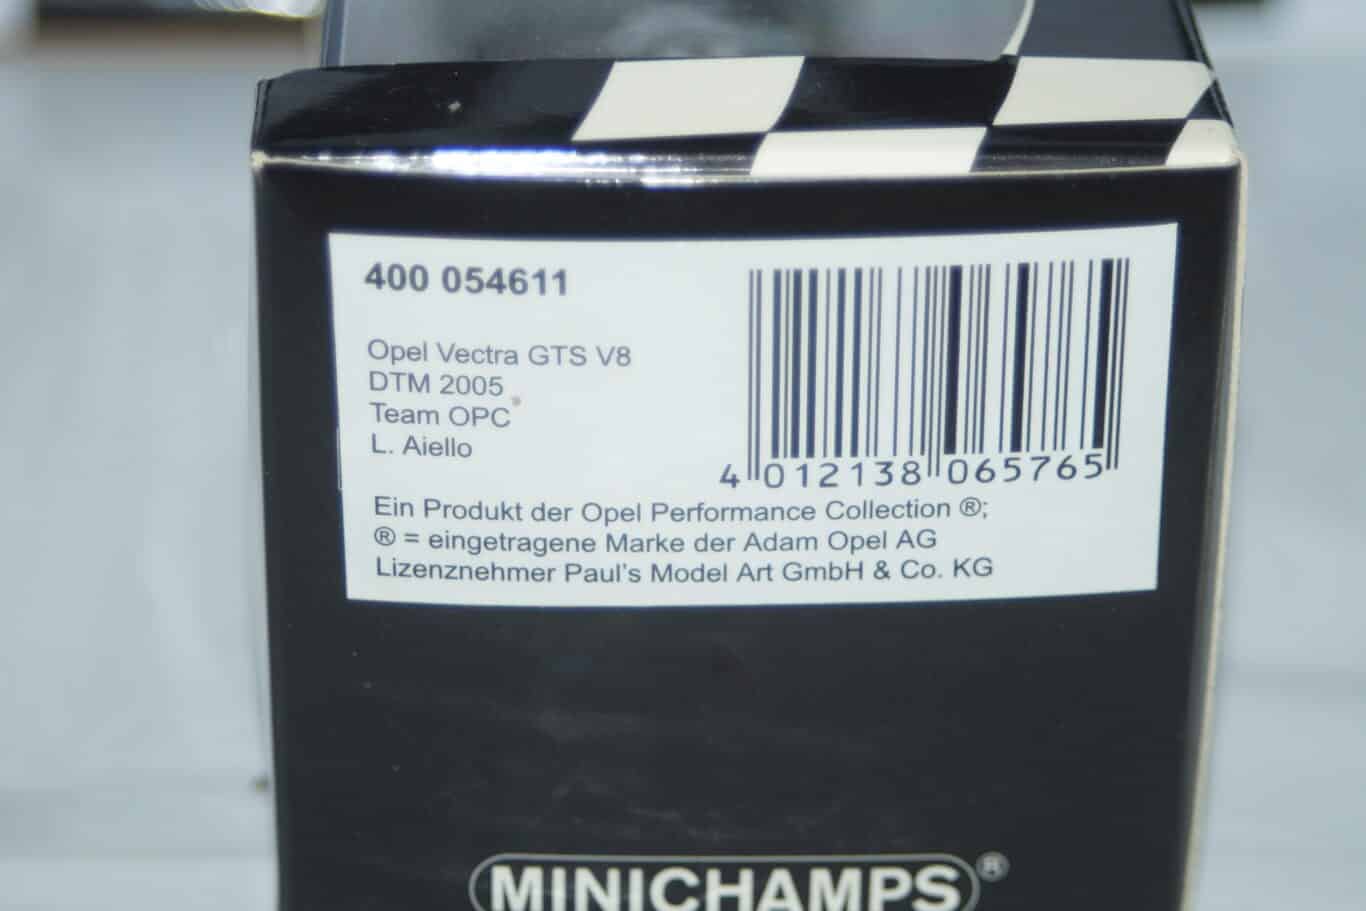 400 054611
Opel Vectra GTS V8
DTM 2005
Team OPC
L. Aiello
4 012138 065765
Ein Produkt der Opel Performance Collection ®;
® = eingetragene Marke der Adam Opel AG
Lizenznehmer Paul's Model Art GmbH & Co. KG
MINICHAMPS®